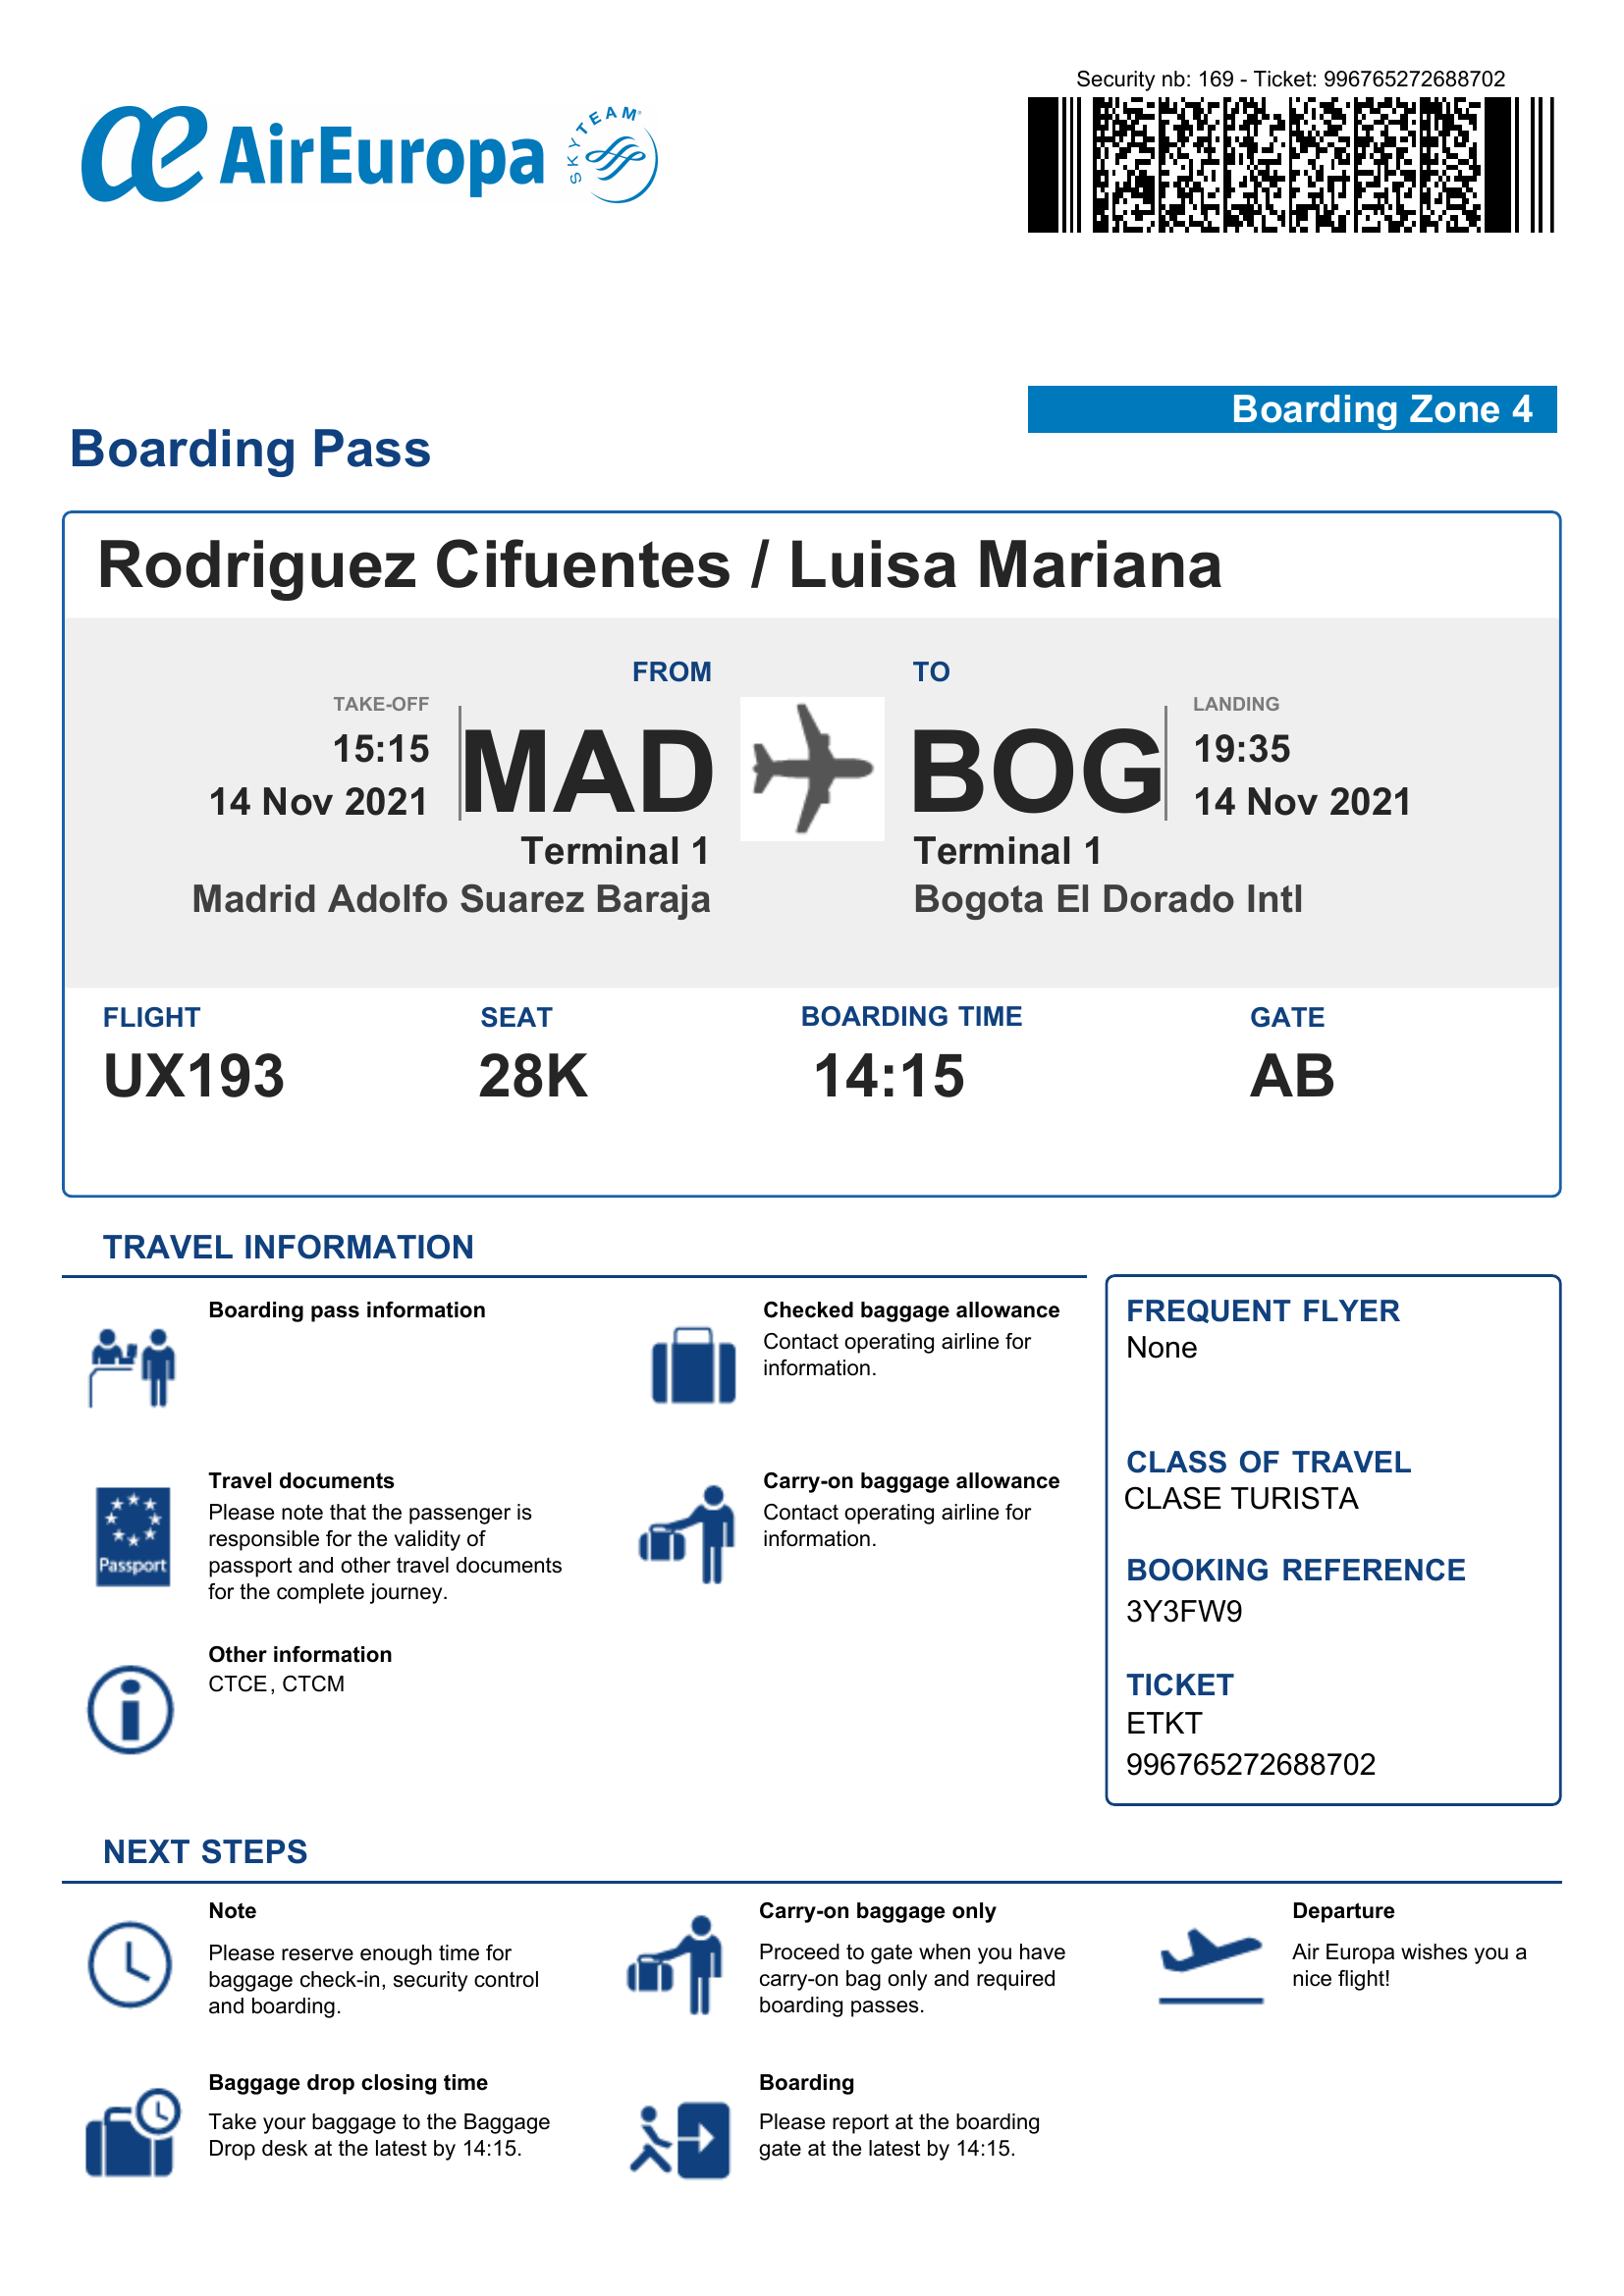 Security nb: 169 - Ticket: 996765272688702
AirEuropa
SKYTEAM
Boarding Zone 4
Boarding Pass
Rodriguez Cifuentes / Luisa Mariana
FROM
TO
TAKE-OFF
15:15
14 Nov 2021
MAD
BOG
LANDING
19:35
14 Nov 2021
Terminal 1
Terminal 1
Madrid Adolfo Suarez Baraja
Bogota El Dorado Intl
FLIGHT
SEAT
BOARDING TIME
GATE
UX193
28K
14:15
AB
TRAVEL INFORMATION
Boarding pass information
Checked baggage allowance
Contact operating airline for
information.
Passport
Travel documents
Please note that the passenger is
responsible for the validity of
passport and other travel documents
for the complete journey.
Carry-on baggage allowance
Contact operating airline for
information.
Other information
CTCE, CTCM
FREQUENT FLYER
None
CLASS OF TRAVEL
CLASE TURISTA
BOOKING REFERENCE
3Y3FW9
TICKET
ETKT
996765272688702
NEXT STEPS
Note
Please reserve enough time for
baggage check-in, security control
and boarding.
Carry-on baggage only
Proceed to gate when you have
carry-on bag only and required
boarding passes.
Departure
Air Europa wishes you a
nice flight!
Baggage drop closing time
Take your baggage to the Baggage
Drop desk at the latest by 14:15.
Boarding
Please report at the boarding
gate at the latest by 14:15.